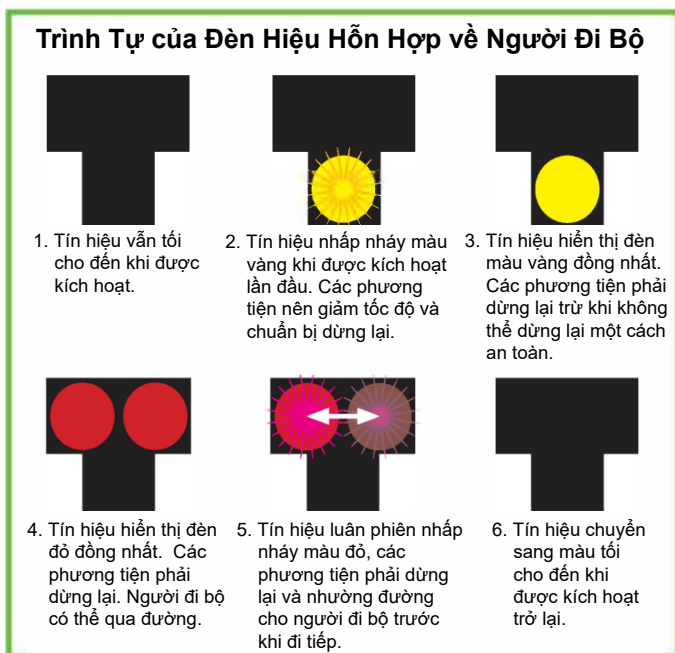 Trình Tự của Đèn Hiệu Hỗn Hợp về Người Đi Bộ
1. Tín hiệu vẫn tối
cho đến khi được
kích hoạt.
2. Tín hiệu nhấp nháy màu
vàng khi được kích hoạt
lần đầu. Các phương
tiện nên giảm tốc độ và
chuẩn bị dừng lại.
3. Tín hiệu hiển thị đèn
màu vàng đồng nhất.
Các phương tiện phải
dừng lại trừ khi không
thể dừng lại một cách
an toàn.
4. Tín hiệu hiển thị đèn
đỏ đồng nhất. Các
phương tiện phải
dừng lại. Người đi bộ
có thể qua đường.
5. Tín hiệu luân phiên nhấp
nháy màu đỏ, các
phương tiện phải dừng
lại và nhường đường
cho người đi bộ trước
khi đi tiếp.
6. Tín hiệu chuyển
sang màu tối
cho đến khi
được kích hoạt
trở lại.